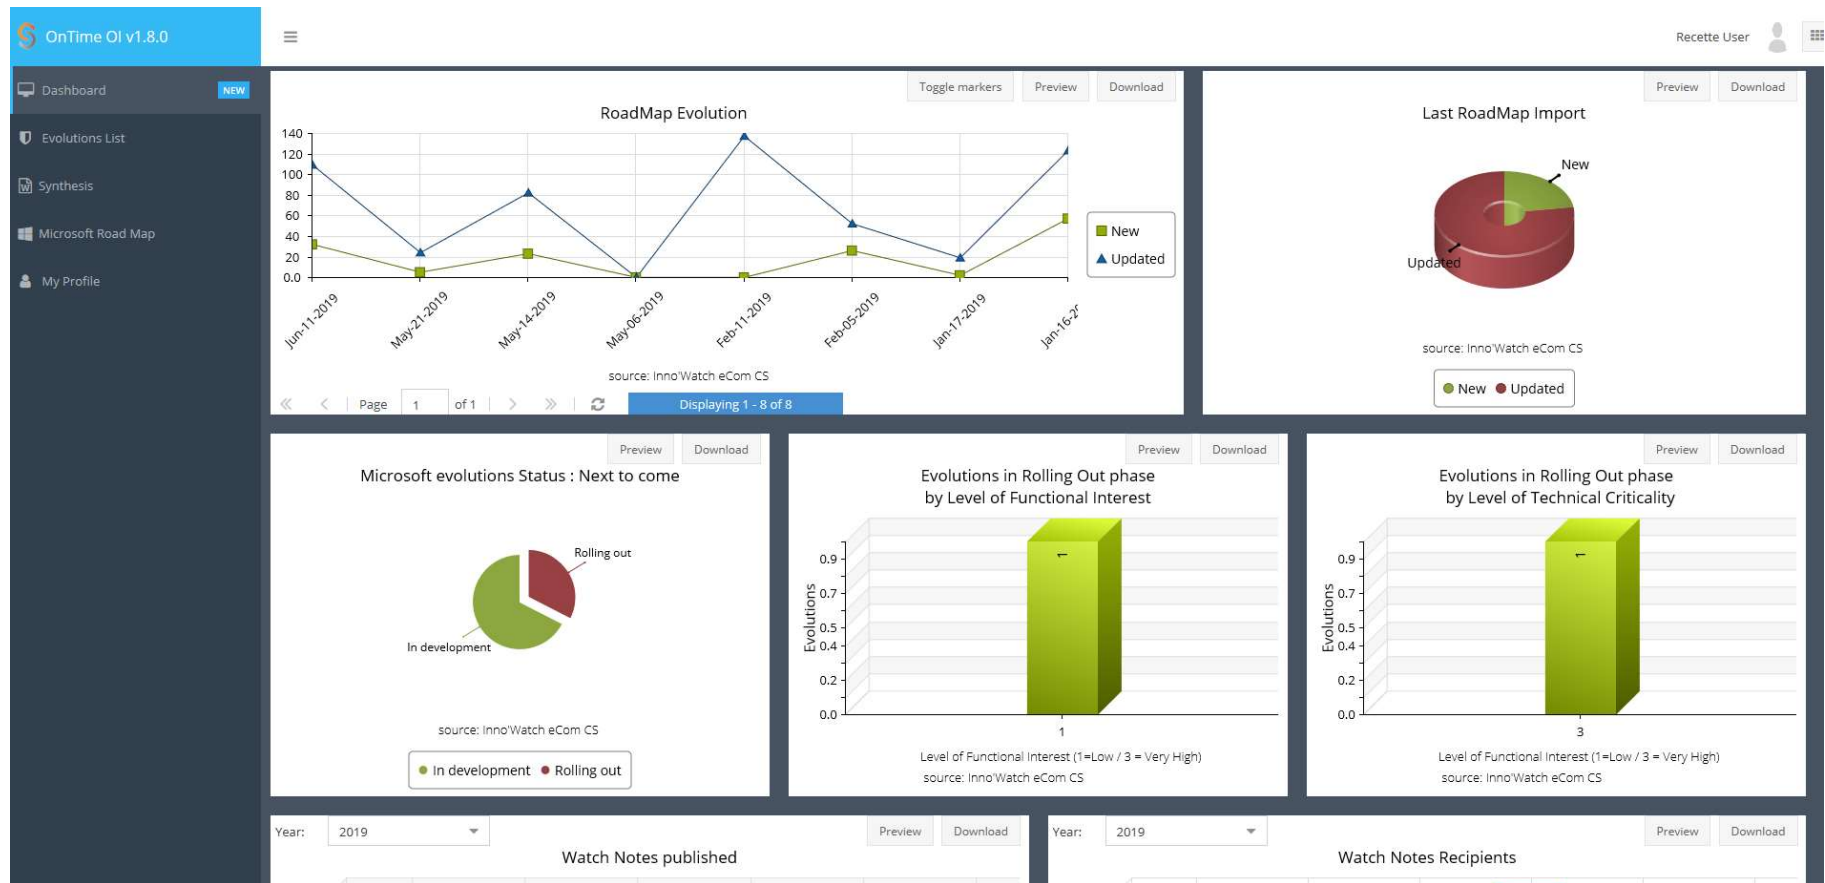 OnTime OI v1.8.0
Recette User
Dashboard
NEW
Evolutions List
Synthesis
Microsoft Road Map
My Profile
Toggle markers
Preview
Download
RoadMap Evolution
140
120
100
80
60
40
20
0.0
Jun-11-2019
May-21-2019
May-14-2019
May-06-2019
Feb-11-2019
Feb-05-2019
Jan-17-2019
Jan-16-2
New
Updated
source: Inno'Watch eCom CS
Page 1 of 1
Displaying 1 - 8 of 8
Preview
Download
Last RoadMap Import
New
Updated
source: Inno'Watch eCom CS
New
Updated
Preview
Download
Microsoft evolutions Status : Next to come
Rolling out
In development
source: Inno'Watch eCom CS
In development
Rolling out
Preview
Download
Evolutions in Rolling Out phase
by Level of Functional Interest
Evolutions
0.9
0.7
0.5
0.4
0.2
0.0
1
1
Level of Functional Interest (1=Low / 3 = Very High)
source: Inno'Watch eCom CS
Preview
Download
Evolutions in Rolling Out phase
by Level of Technical Criticality
Evolutions
0.9
0.7
0.5
0.4
0.2
0.0
1
3
Level of Functional Interest (1=Low / 3 = Very High)
source: Inno'Watch eCom CS
Year: 2019
Preview
Download
Watch Notes published
Year: 2019
Preview
Download
Watch Notes Recipients